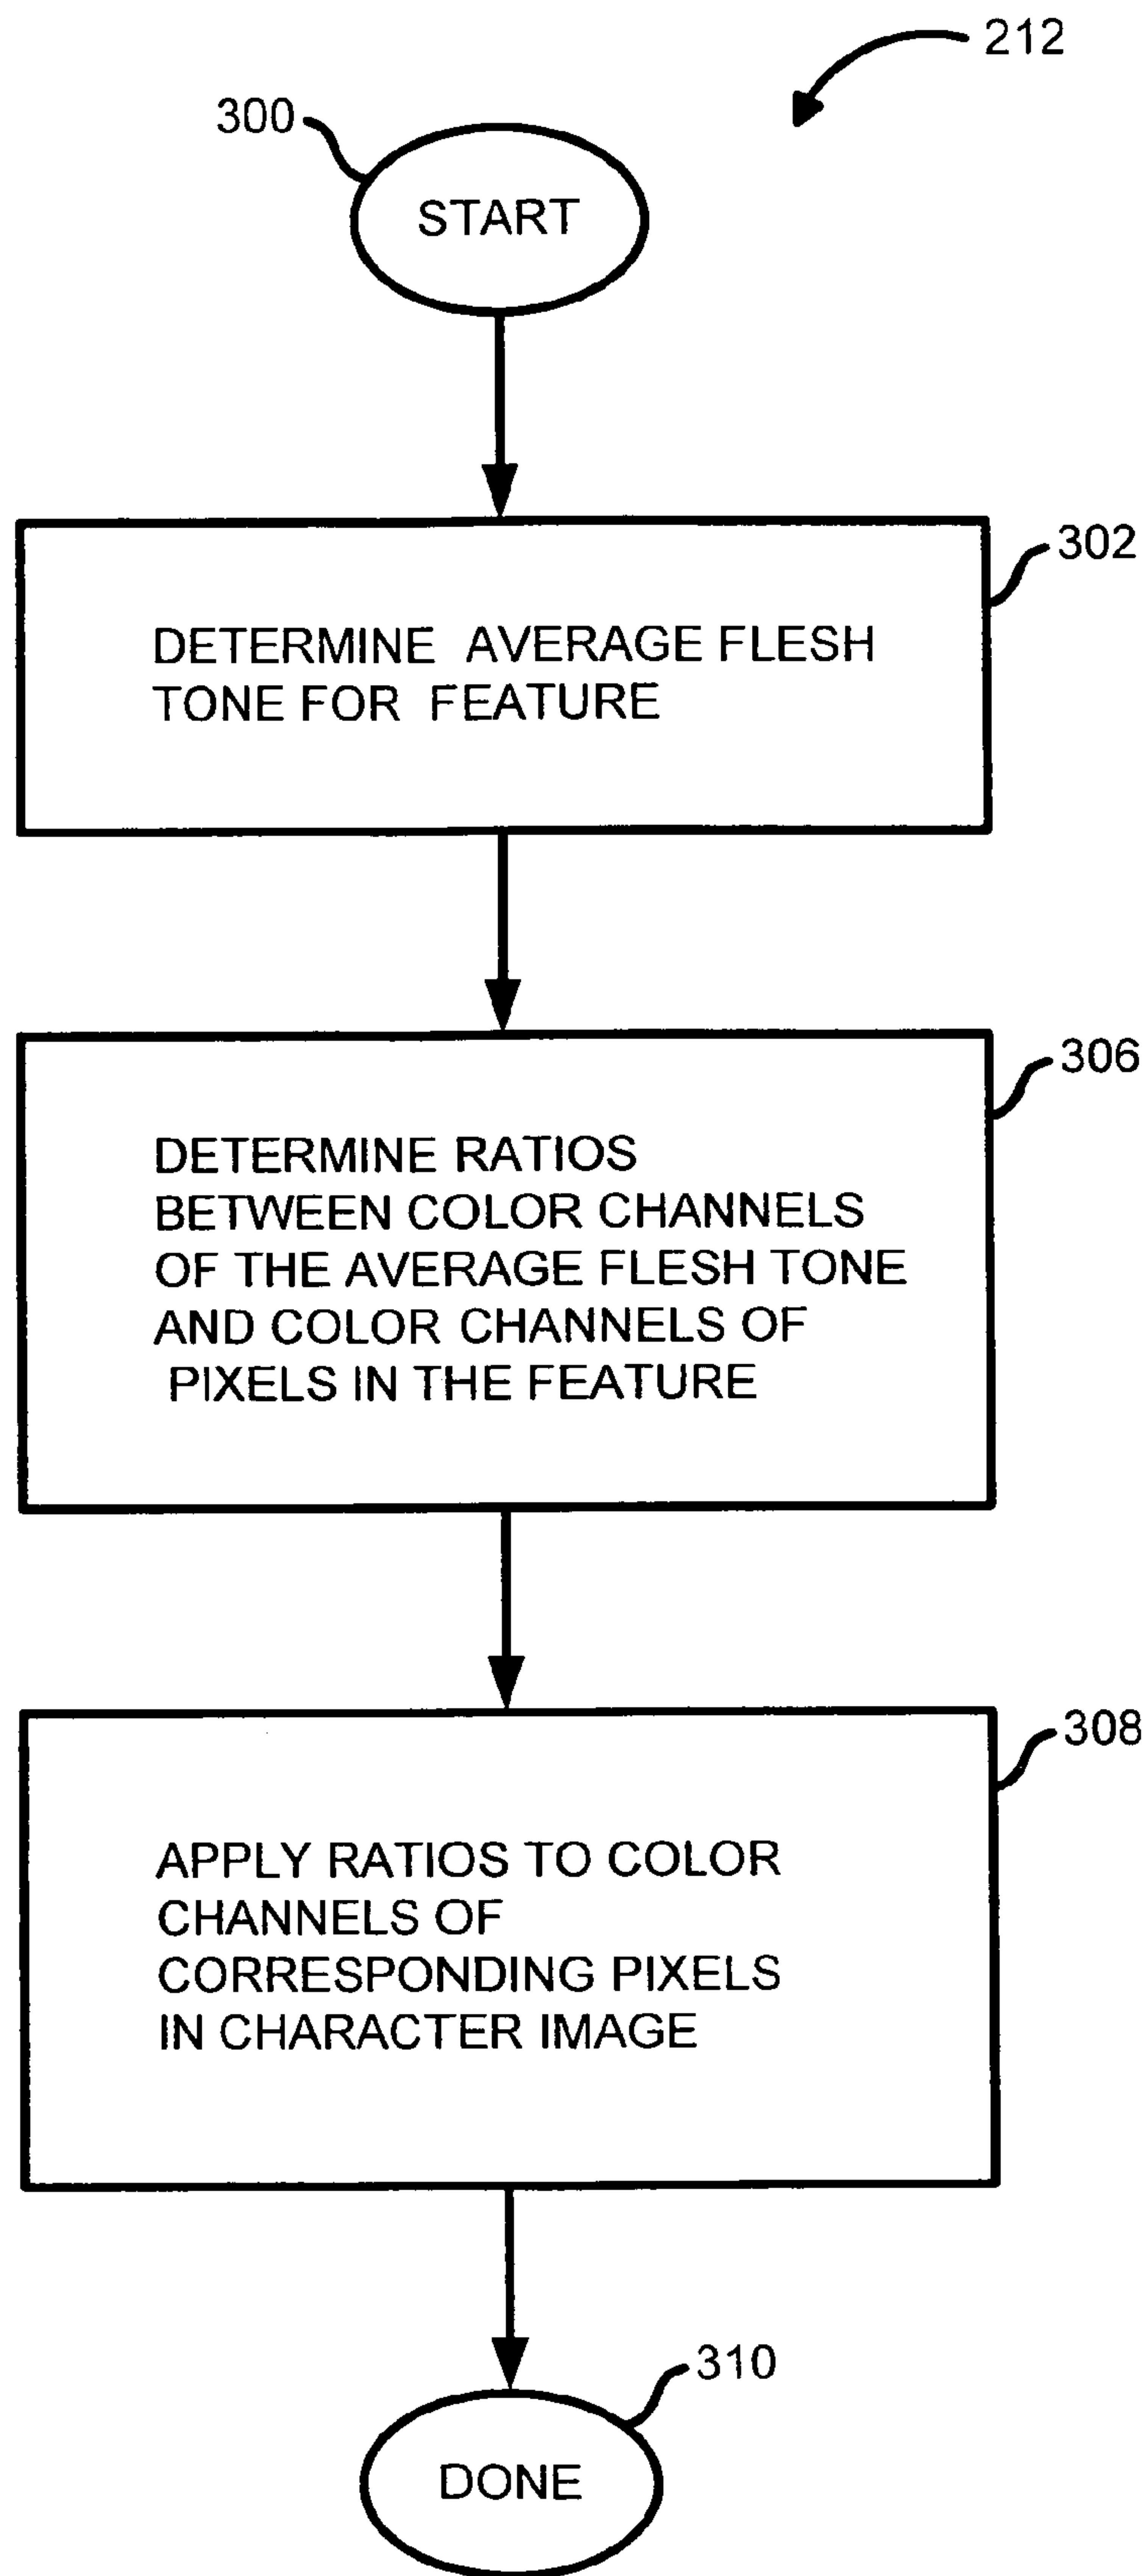 212
300
START
302
DETERMINE AVERAGE FLESH
TONE FOR FEATURE
306
DETERMINE RATIOS
BETWEEN COLOR CHANNELS
OF THE AVERAGE FLESH TONE
AND COLOR CHANNELS OF
PIXELS IN THE FEATURE
308
APPLY RATIOS TO COLOR
CHANNELS OF
CORRESPONDING PIXELS
IN CHARACTER IMAGE
310
DONE